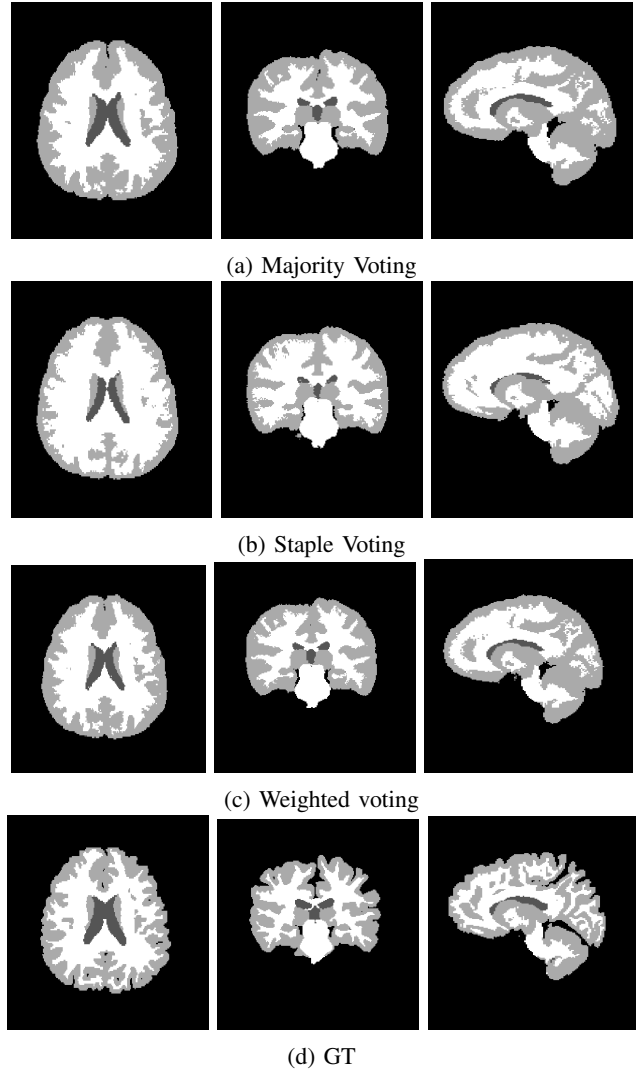 (a) Majority Voting
(b) Staple Voting
(c) Weighted voting
(d) GT